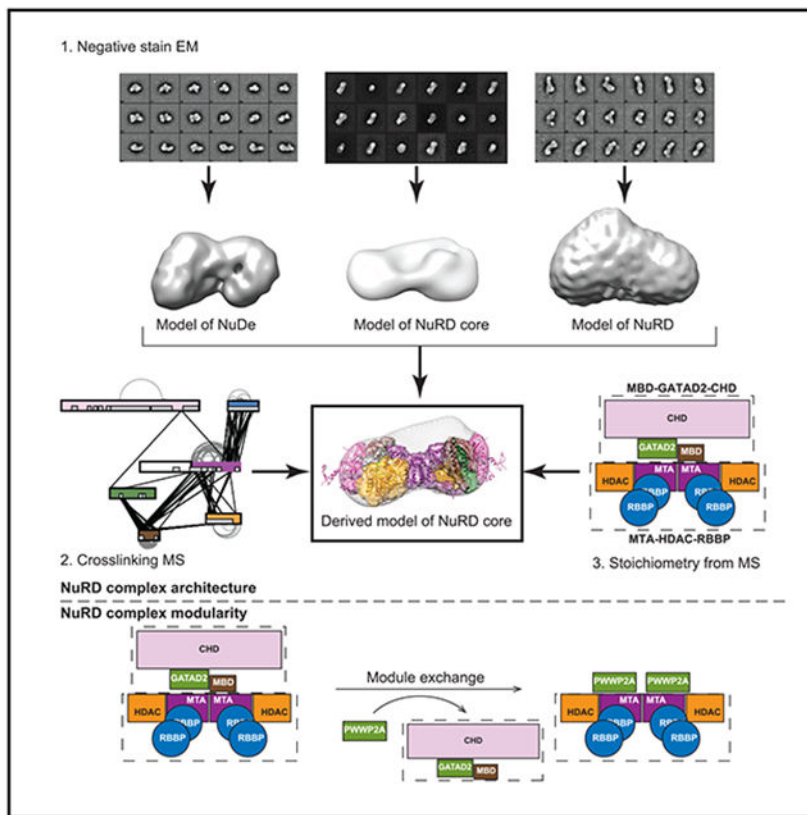 1. Negative stain EM
Model of NuDe
Model of NuRD core
Model of NuRD
MBD-GATAD2-CHD
CHD
GATAD2
MBD
MTA
MTA
HDAC
HDAC
RBBP
RBBP
RBBP
MTA-HDAC-RBBP
Derived model of NuRD core
2. Crosslinking MS
3. Stoichiometry from MS
NuRD complex architecture
NuRD complex modularity
CHD
GATAD2
MBD
MTA
MTA
HDAC
HDAC
RBBP
RBBP
RBBP
Module exchange
PWWP2A
CHD
GATAD2
MBD
PWWP2A
PWWP2A
MTA
MTA
HDAC
HDAC
RBBP
RBBP
RBBP